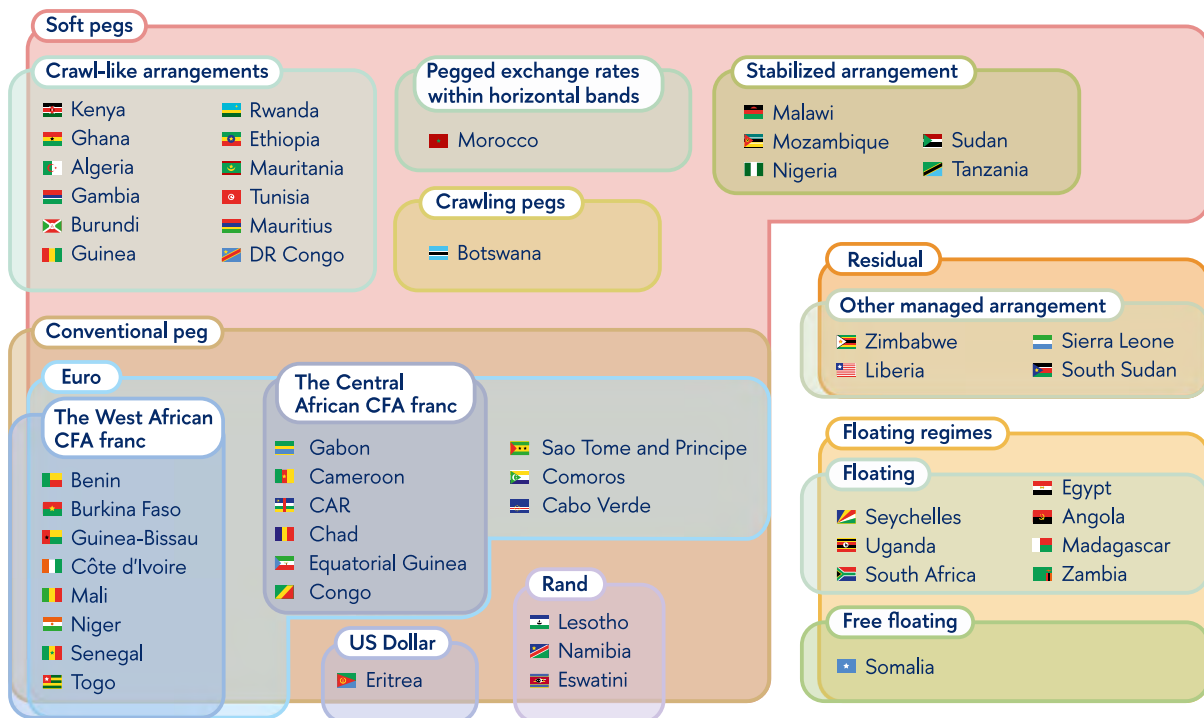 Soft pegs
Crawl-like arrangements
Kenya
Ghana
Algeria
Gambia
Burundi
Guinea
Rwanda
Ethiopia
Mauritania
Tunisia
Mauritius
DR Congo
Pegged exchange rates
within horizontal bands
Morocco
Crawling pegs
Botswana
Stabilized arrangement
Malawi
Mozambique
Nigeria
Sudan
Tanzania
Conventional peg
Euro
The West African
CFA franc
Benin
Burkina Faso
Guinea-Bissau
Côte d'Ivoire
Mali
Niger
Senegal
Togo
The Central
African CFA franc
Gabon
Cameroon
CAR
Chad
Equatorial Guinea
Congo
Sao Tome and Principe
Comoros
Cabo Verde
US Dollar
Eritrea
Rand
Lesotho
Namibia
Eswatini
Residual
Other managed arrangement
Zimbabwe
Liberia
Sierra Leone
South Sudan
Floating regimes
Floating
Seychelles
Uganda
South Africa
Egypt
Angola
Madagascar
Zambia
Free floating
Somalia